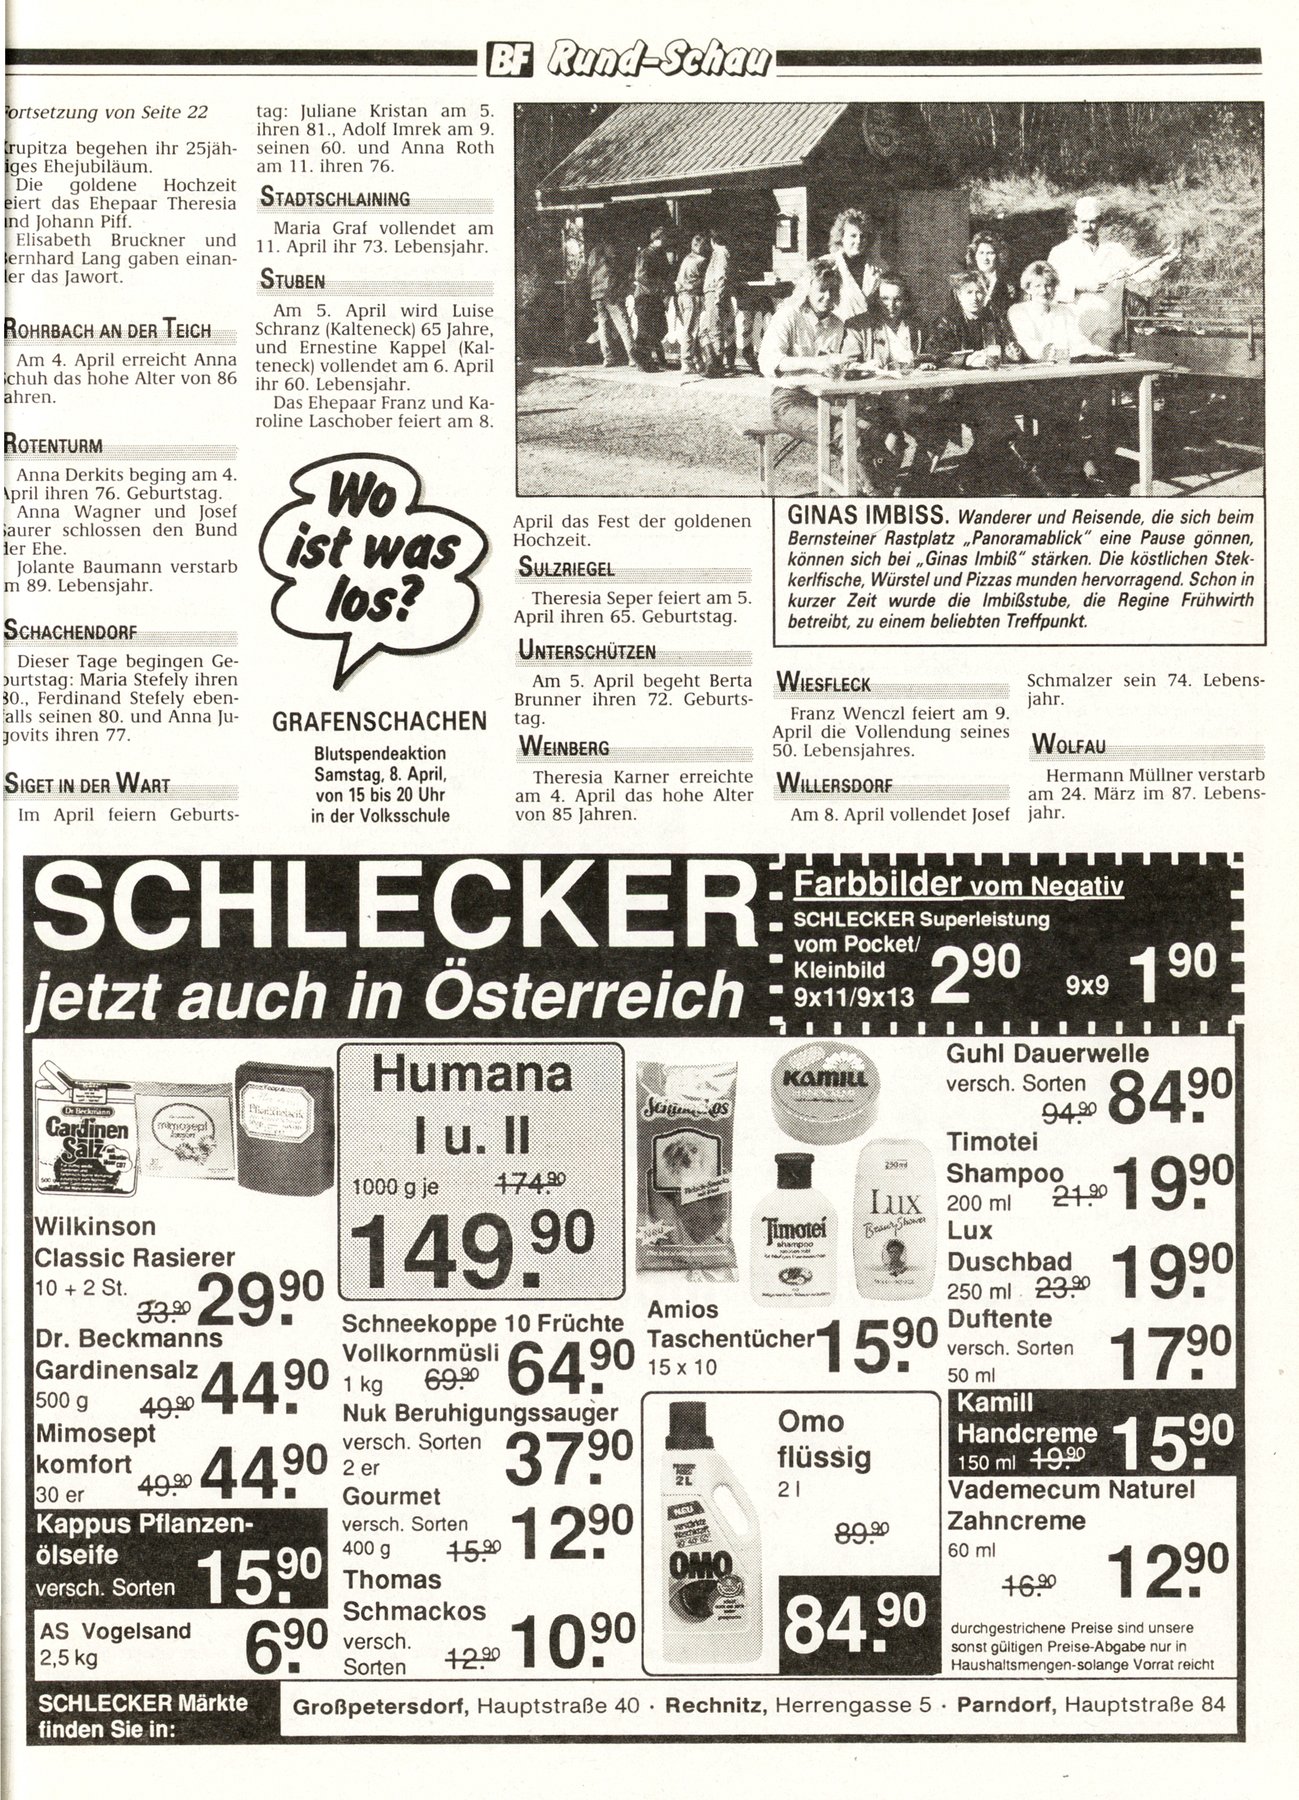 BF Rund-Schau
Fortsetzung von Seite 22
rupitza begehen ihr 25jäh-
iges Ehejubiläum.
Die goldene Hochzeit
eiert das Ehepaar Theresia
nd Johann Piff.
Elisabeth Bruckner und
ernhard Lang gaben einan-
er das Jawort.
ROHRBACH AN DER TEICH
Am 4. April erreicht Anna
chuh das hohe Alter von 86
ahren.
ROTENTURM
Anna Derkits beging am 4.
April ihren 76. Geburtstag.
Anna Wagner und Josef
aurer schlossen den Bund
er Ehe.
Jolante Baumann verstarb
m 89. Lebensjahr.
SCHACHENDORF
Dieser Tage begingen Ge-
burtstag: Maria Stefely ihren
80., Ferdinand Stefely eben-
alls seinen 80. und Anna Ju-
govits ihren 77.
SIGET IN DER WART
Im April feiern Geburts-
tag: Juliane Kristan am 5.
ihren 81., Adolf Imrek am 9.
seinen 60. und Anna Roth
am 11. ihren 76.
STADTSCHLAINING
Maria Graf vollendet am
11. April ihr 73. Lebensjahr.
STUBEN
Am 5. April wird Luise
Schranz (Kalteneck) 65 Jahre,
und Ernestine Kappel (Kal-
teneck) vollendet am 6. April
ihr 60. Lebensjahr.
Das Ehepaar Franz und Ka-
roline Laschober feiert am 8.
Wo
ist was
los?
GRAFENSCHACHEN
Blutspendeaktion
Samstag, 8. April,
von 15 bis 20 Uhr
in der Volksschule
April das Fest der goldenen
Hochzeit.
SULZRIEGEL
Theresia Seper feiert am 5.
April ihren 65. Geburtstag.
UNTERSCHÜTZEN
Am 5. April begeht Berta
Brunner ihren 72. Geburts-
tag.
WEINBERG
Theresia Karner erreichte
am 4. April das hohe Alter
von 85 Jahren.
GINAS IMBISS. Wanderer und Reisende, die sich beim
Bernsteiner Rastplatz „Panoramablick" eine Pause gönnen,
können sich bei „Ginas Imbiß" stärken. Die köstlichen Stek-
kerlfische, Würstel und Pizzas munden hervorragend. Schon in
kurzer Zeit wurde die Imbißstube, die Regine Frühwirth
betreibt, zu einem beliebten Treffpunkt.
WIESFLECK
Franz Wenczl feiert am 9.
April die Vollendung seines
50. Lebensjahres.
WILLERSDORF
Am 8. April vollendet Josef
Schmalzer sein 74. Lebens-
jahr.
WOLFAU
Hermann Müllner verstarb
am 24. März im 87. Lebens-
jahr.
SCHLECKER
jetzt auch in Österreich
Farbbilder vom Negativ
SCHLECKER Superleistung
vom Pocket/
Kleinbild
9x11/9x13 2.90 9x9 1.90
Dr. Beckmann
Gardinen
Salz
mimosept
Wilkinson
Classic Rasierer
10 + 2 St.
33.90 29.90
Dr. Beckmanns
Gardinensalz
500 g 49.90 44.90
Mimosept
komfort
30 er 49.90 44.90
Kappus Pflanzen-
ölseife
versch. Sorten 15.90
AS Vogelsand
2,5 kg 6.90
Humana
I u. II
1000 g je 174.90
149.90
Schneekoppe 10 Früchte
Vollkornmüsli
1 kg 69.90 64.90
Nuk Beruhigungssauger
versch. Sorten
2 er 37.90
Gourmet
versch. Sorten
400 g 15.90 12.90
Thomas
Schmackos
versch.
Sorten 12.90 10.90
Neu
KAMILL
Timotei
shampoo
250 ml
Lux
Beauty Shower
Amios
Taschentücher
15 x 10 15.90
2L
NEU
OMO
Omo
flüssig
2 l
89.90
84.90
Guhl Dauerwelle
versch. Sorten
94.90 84.90
Timotei
Shampoo
200 ml 21.90 19.90
Lux
Duschbad
250 ml 23.90 19.90
Duftente
versch. Sorten
50 ml 17.90
Kamill
Handcreme
150 ml 19.90 15.90
Vademecum Naturel
Zahncreme
60 ml
16.90 12.90
durchgestrichene Preise sind unsere
sonst gültigen Preise-Abgabe nur in
Haushaltsmengen-solange Vorrat reicht
SCHLECKER Märkte
finden Sie in:
Großpetersdorf, Hauptstraße 40 · Rechnitz, Herrengasse 5 · Parndorf, Hauptstraße 84